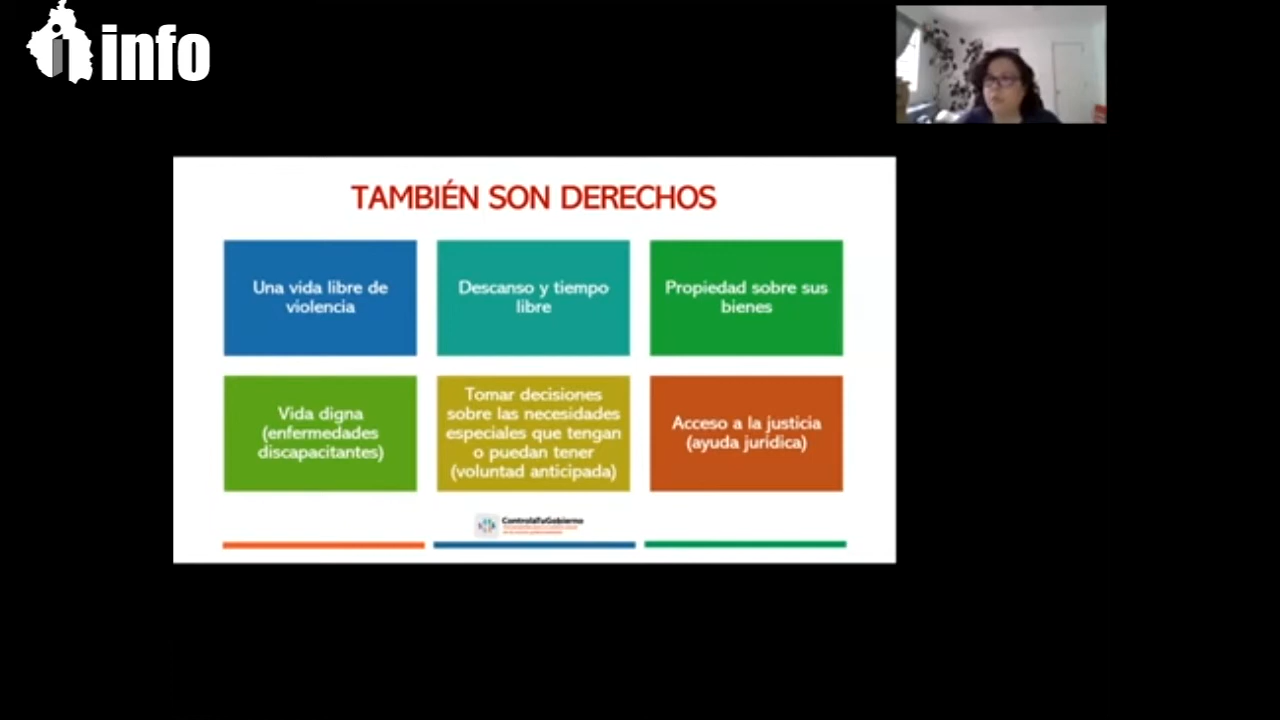 info
TAMBIÉN SON DERECHOS
Una vida libre de
violencia
Descanso y tiempo
libre
Propiedad sobre sus
bienes
Vida digna
(enfermedades
discapacitantes)
Tomar decisiones
sobre las necesidades
especiales que tengan
o puedan tener
(voluntad anticipada)
Acceso a la justicia
(ayuda jurídica)
ControlaTuGobierno